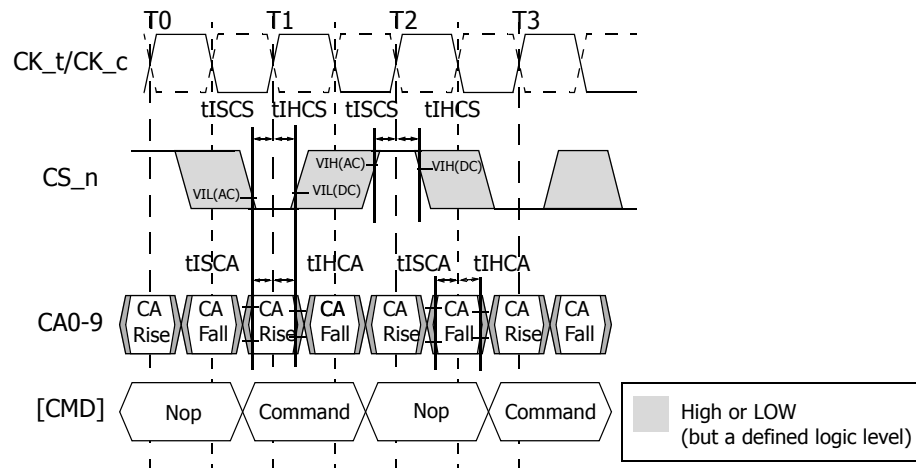 T0 T1 T2 T3
CK_t/CK_c
tISCS tIHCS tISCS tIHCS
CS_n
VIL(AC) VIL(DC) VIH(AC) VIH(DC)
tISCA tIHCA tISCA tIHCA
CA0-9
CA Rise
CA Fall
CA Rise
CA Fall
CA Rise
CA Fall
CA Rise
CA Fall
[CMD]
Nop Command Nop Command
High or LOW
(but a defined logic level)